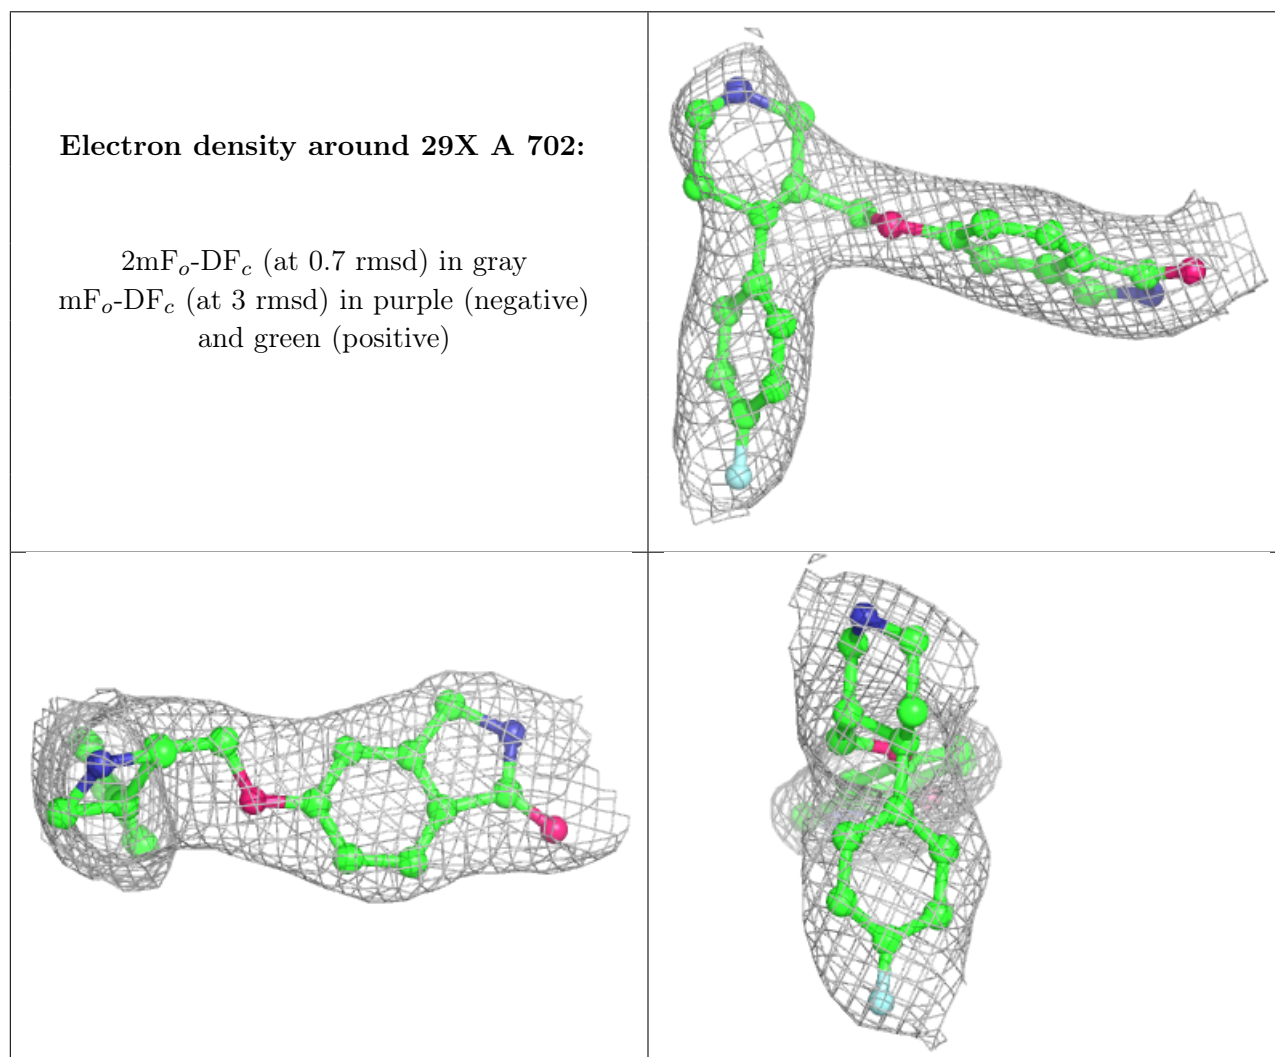 Electron density around 29X A 702:
2mFo-DFc (at 0.7 rmsd) in gray
mFo-DFc (at 3 rmsd) in purple (negative)
and green (positive)